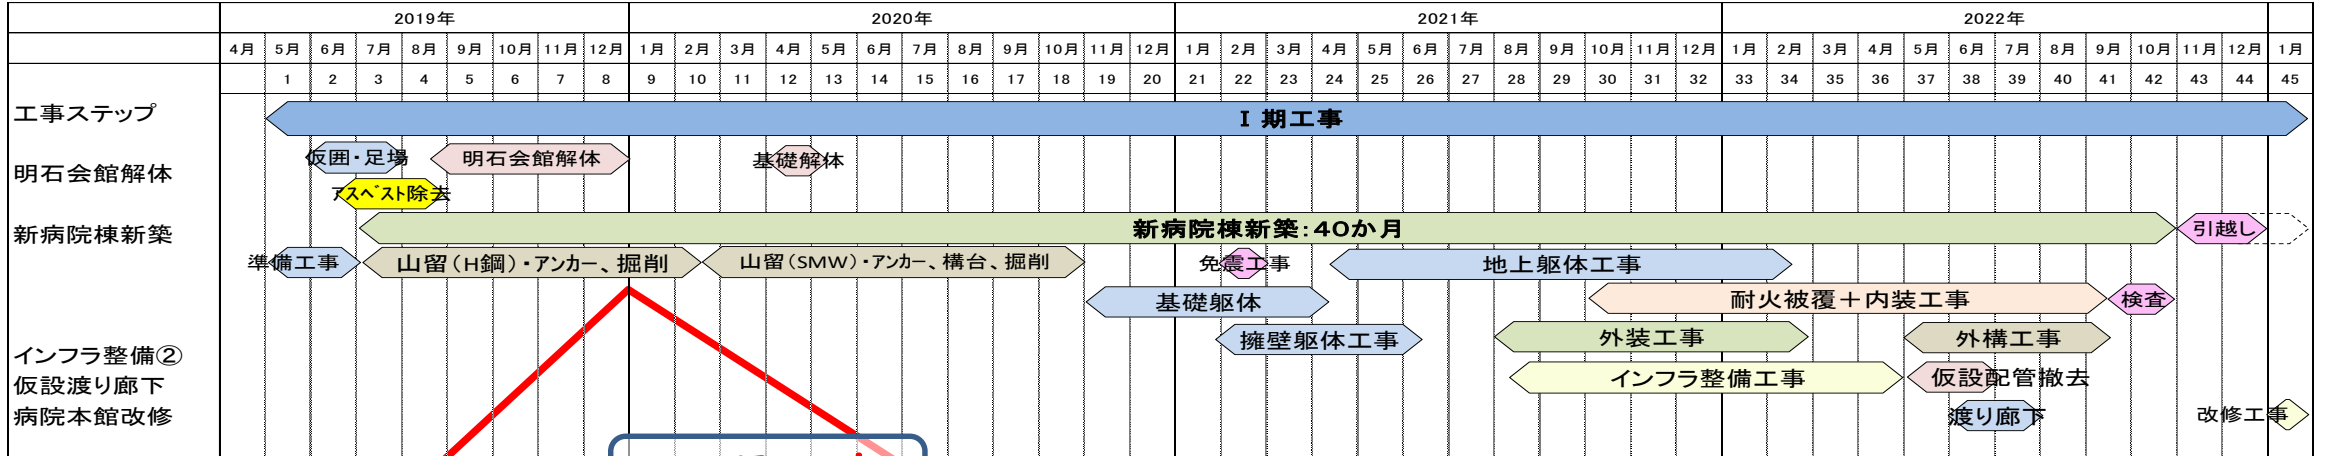 2019年 2020年 2021年 2022年
4月 5月 6月 7月 8月 9月 10月 11月 12月 1月 2月 3月 4月 5月 6月 7月 8月 9月 10月 11月 12月 1月 2月 3月 4月 5月 6月 7月 8月 9月 10月 11月 12月 1月 2月 3月 4月 5月 6月 7月 8月 9月 10月 11月 12月 1月
1 2 3 4 5 6 7 8 9 10 11 12 13 14 15 16 17 18 19 20 21 22 23 24 25 26 27 28 29 30 31 32 33 34 35 36 37 38 39 40 41 42 43 44 45
工事ステップ Ⅰ期工事
仮囲・足場 明石会館解体 基礎解体
明石会館解体
アスベスト除去
新病院棟新築 新病院棟新築:40か月 引越し
準備工事 山留(H鋼)・アンカー、掘削 山留(SMW)・アンカー、構台、掘削 免震工事 地上躯体工事
基礎躯体 耐火被覆+内装工事 検査
擁壁躯体工事 外装工事 外構工事
インフラ整備②
仮設渡り廊下 インフラ整備工事 仮設配管撤去
病院本館改修 渡り廊下 改修工事